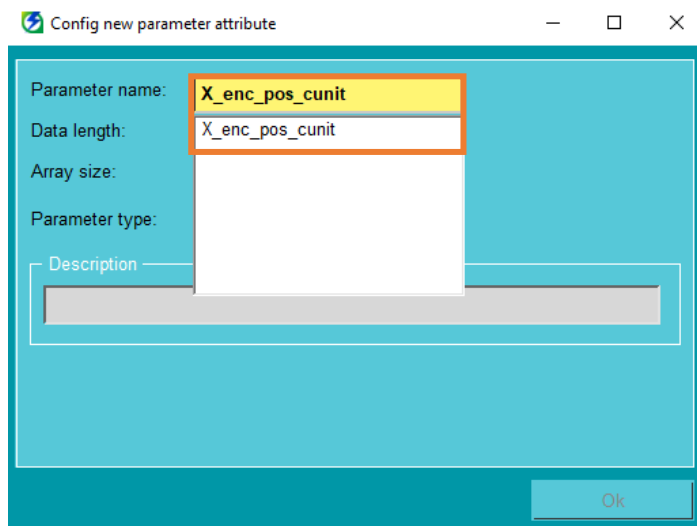 Config new parameter attribute
Parameter name: X_enc_pos_cunit
Data length: X_enc_pos_cunit
Array size:
Parameter type:
Description
Ok